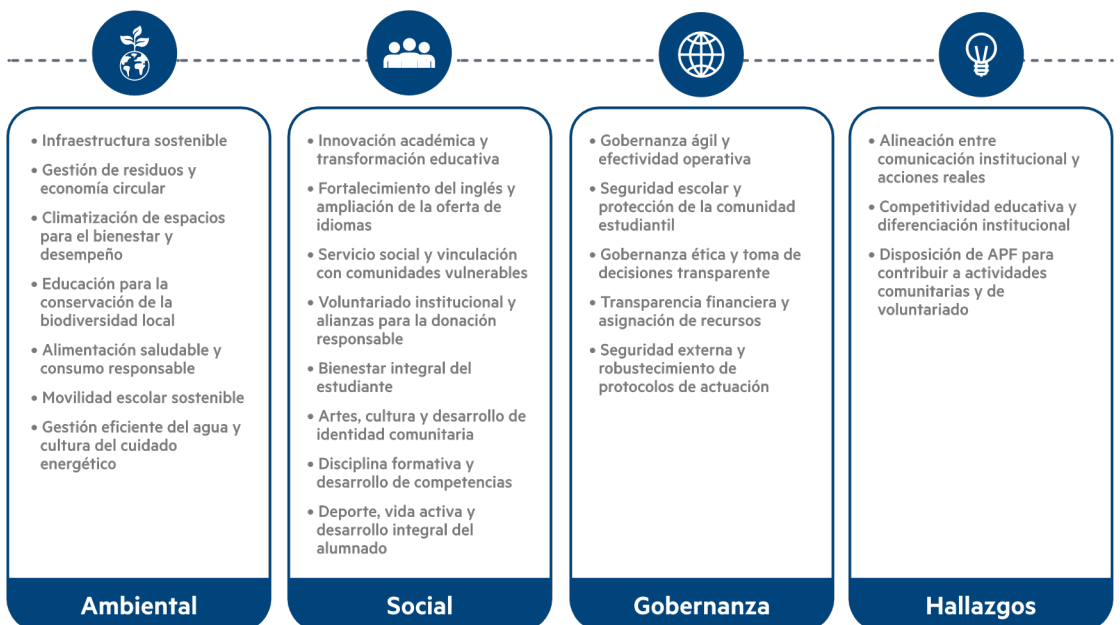 • Infraestructura sostenible
• Gestión de residuos y
economía circular
• Climatización de espacios
para el bienestar y
desempeño
• Educación para la
conservación de la
biodiversidad local
• Alimentación saludable y
consumo responsable
• Movilidad escolar sostenible
• Gestión eficiente del agua y
cultura del cuidado
energético
Ambiental
• Innovación académica y
transformación educativa
• Fortalecimiento del inglés y
ampliación de la oferta de
idiomas
• Servicio social y vinculación
con comunidades vulnerables
• Voluntariado institucional y
alianzas para la donación
responsable
• Bienestar integral del
estudiante
• Artes, cultura y desarrollo de
identidad comunitaria
• Disciplina formativa y
desarrollo de competencias
• Deporte, vida activa y
desarrollo integral del
alumnado
Social
• Gobernanza ágil y
efectividad operativa
• Seguridad escolar y
protección de la comunidad
estudiantil
• Gobernanza ética y toma de
decisiones transparente
• Transparencia financiera y
asignación de recursos
• Seguridad externa y
robustecimiento de
protocolos de actuación
Gobernanza
• Alineación entre
comunicación institucional y
acciones reales
• Competitividad educativa y
diferenciación institucional
• Disposición de APF para
contribuir a actividades
comunitarias y de
voluntariado
Hallazgos